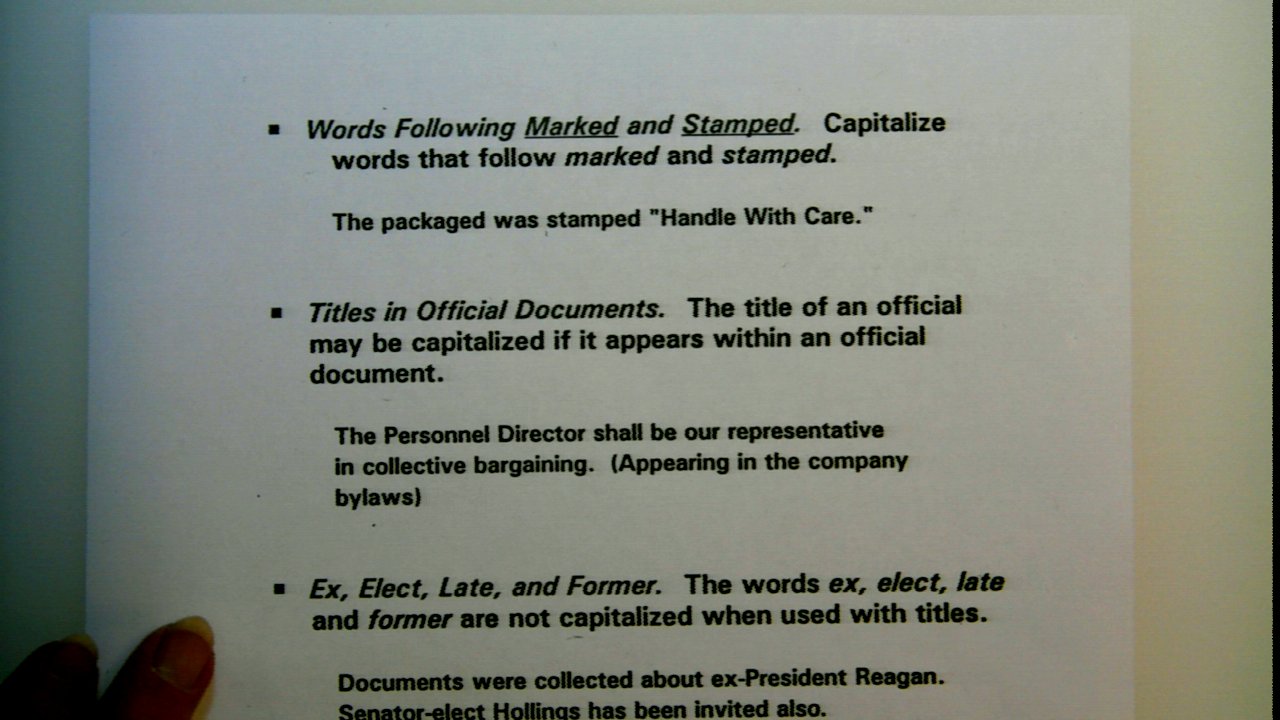 ▪ Words Following Marked and Stamped. Capitalize
words that follow marked and stamped.
The packaged was stamped "Handle With Care."
▪ Titles in Official Documents. The title of an official
may be capitalized if it appears within an official
document.
The Personnel Director shall be our representative
in collective bargaining. (Appearing in the company
bylaws)
▪ Ex, Elect, Late, and Former. The words ex, elect, late
and former are not capitalized when used with titles.
Documents were collected about ex-President Reagan.
Senator-elect Hollings has been invited also.